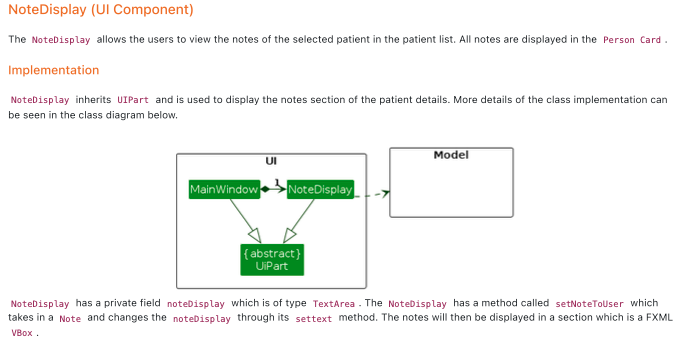 NoteDisplay (UI Component)
The NoteDisplay allows the users to view the notes of the selected patient in the patient list. All notes are displayed in the Person Card .
Implementation
NoteDisplay inherits UIPart and is used to display the notes section of the patient details. More details of the class implementation can
be seen in the class diagram below.
UI
Model
MainWindow
1
NoteDisplay
{abstract}
UiPart
NoteDisplay has a private field noteDisplay which is of type TextArea . The NoteDisplay has a method called setNoteToUser which
takes in a Note and changes the noteDisplay through its settext method. The notes will then be displayed in a section which is a FXML
VBox .